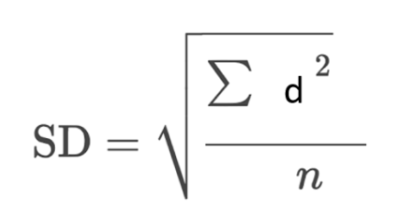 SD = √(∑ d² / n)